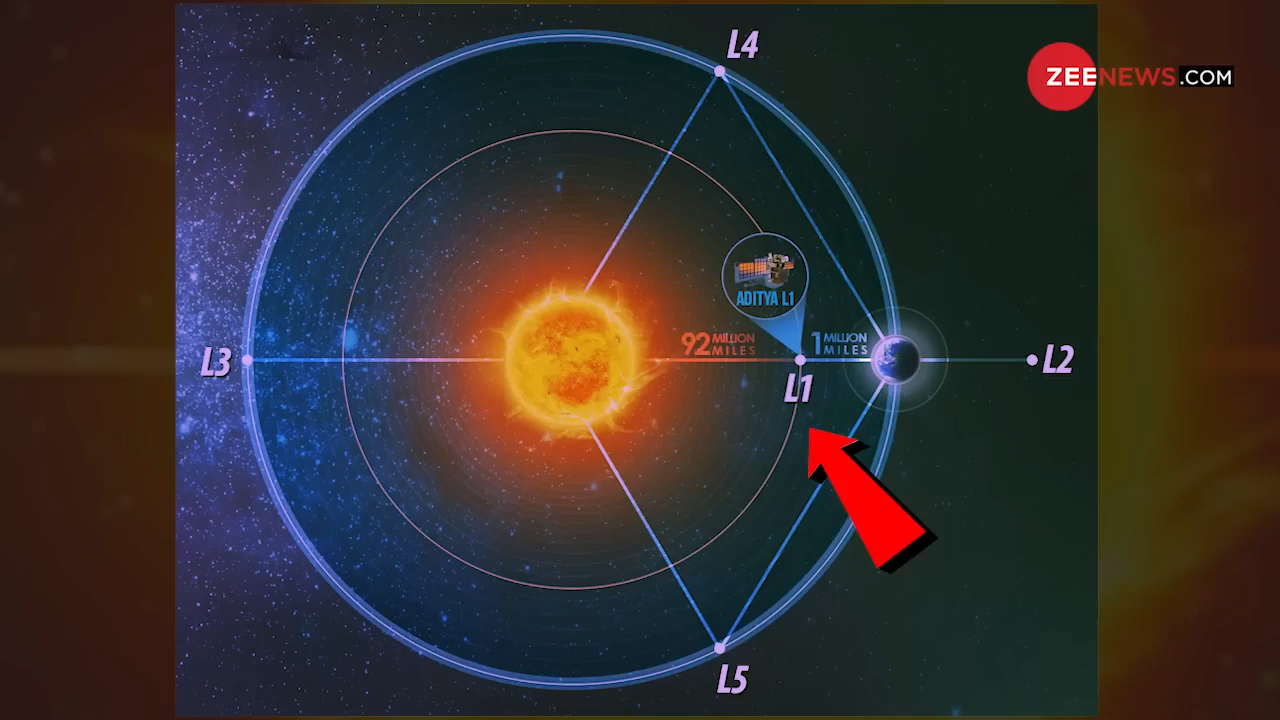 L4
ZEENEWS.COM
ADITYA L1
92 MILLION MILES
1 MILLION MILES
L3
L2
L1
L5